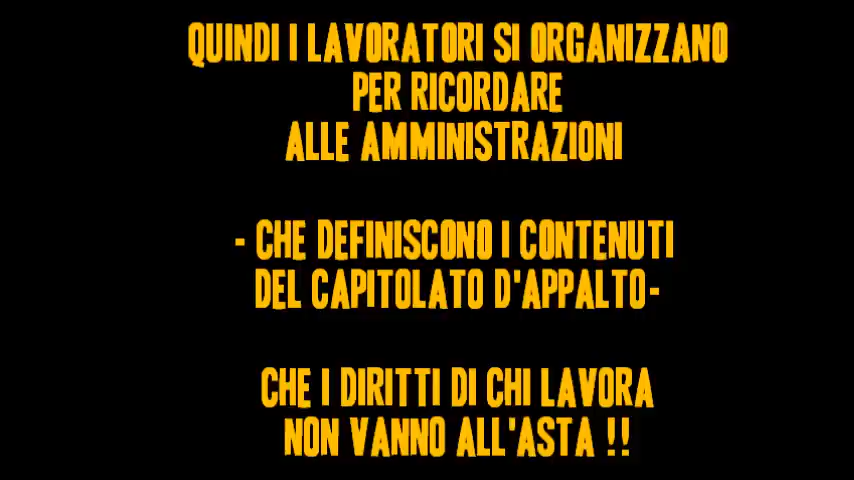 QUINDI I LAVORATORI SI ORGANIZZANO
PER RICORDARE
ALLE AMMINISTRAZIONI
- CHE DEFINISCONO I CONTENUTI
DEL CAPITOLATO D'APPALTO-
CHE I DIRITTI DI CHI LAVORA
NON VANNO ALL'ASTA !!